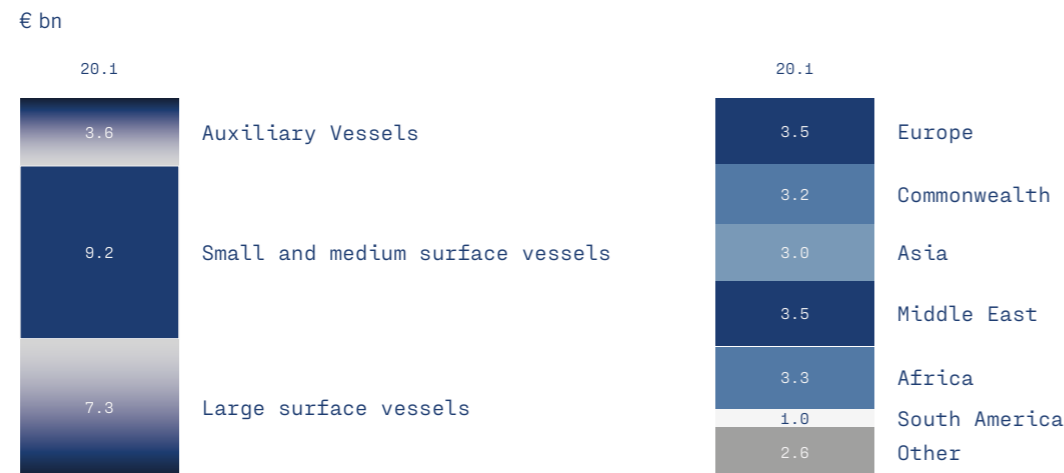 € bn
20.1
3.6 Auxiliary Vessels
9.2 Small and medium surface vessels
7.3 Large surface vessels
20.1
3.5 Europe
3.2 Commonwealth
3.0 Asia
3.5 Middle East
3.3 Africa
1.0 South America
2.6 Other